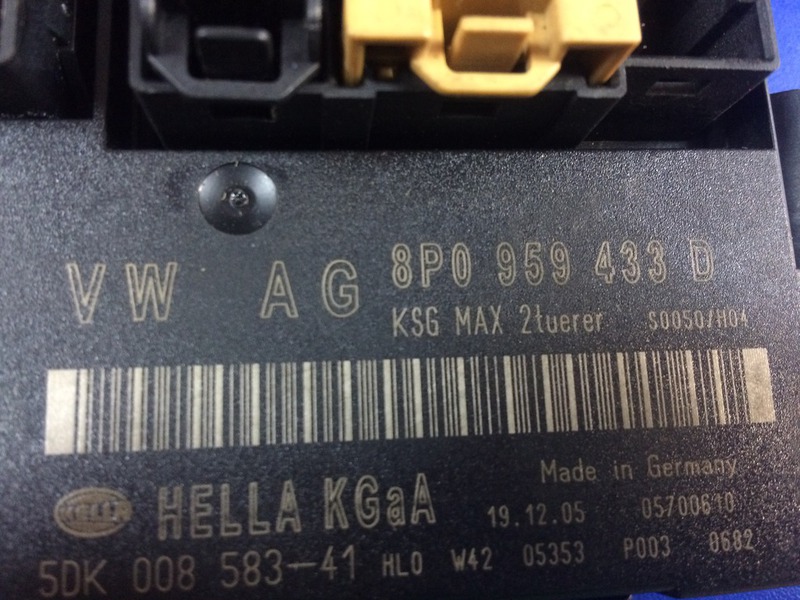 VW AG 8P0 959 433 D
KSG MAX 2tuerer S0050/H04
Made in Germany
HELLA HELLA KGaA 19.12.05 05700610
5DK 008 583-41 HL0 W42 05353 P003 0682